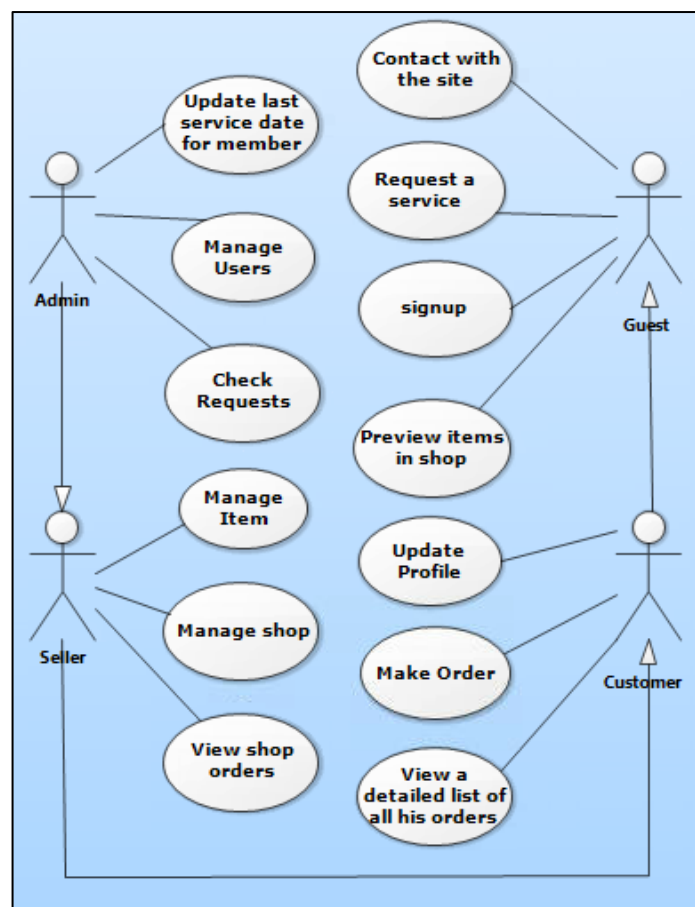 Contact with
the site
Update last
service date
for member
Request a
service
Manage
Users
Admin
signup
Guest
Check
Requests
Preview items
in shop
Manage
Item
Update
Profile
Manage shop
Seller
Make Order
Customer
View shop
orders
View a
detailed list of
all his orders